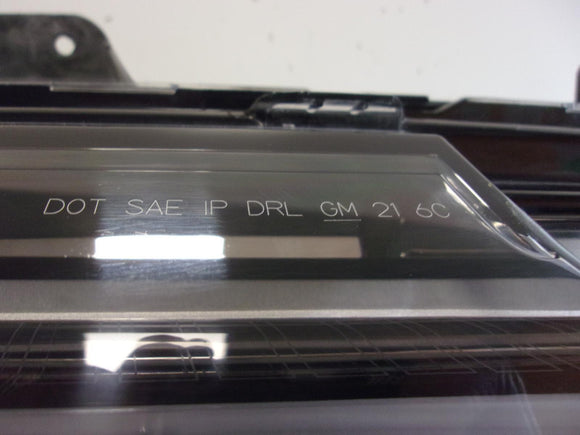 DOT SAE IP DRL GM 21 6C